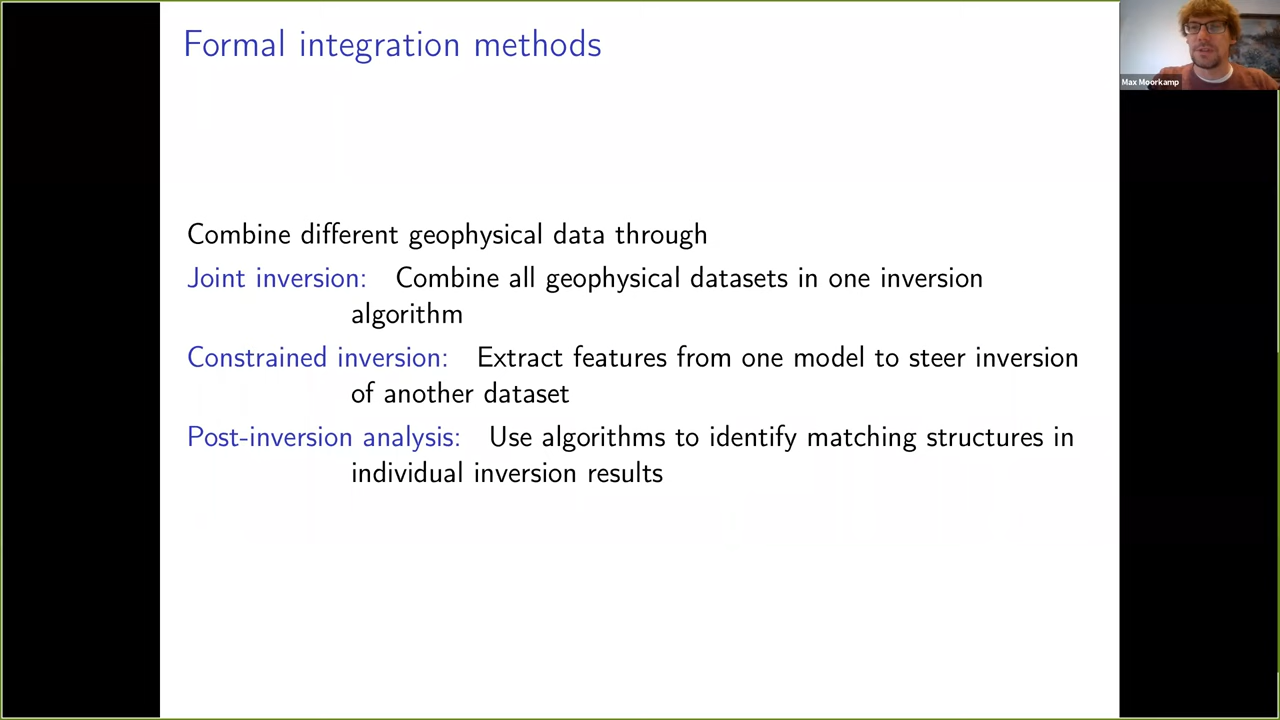 Formal integration methods
Max Moorkamp
Combine different geophysical data through
Joint inversion: Combine all geophysical datasets in one inversion
algorithm
Constrained inversion: Extract features from one model to steer inversion
of another dataset
Post-inversion analysis: Use algorithms to identify matching structures in
individual inversion results